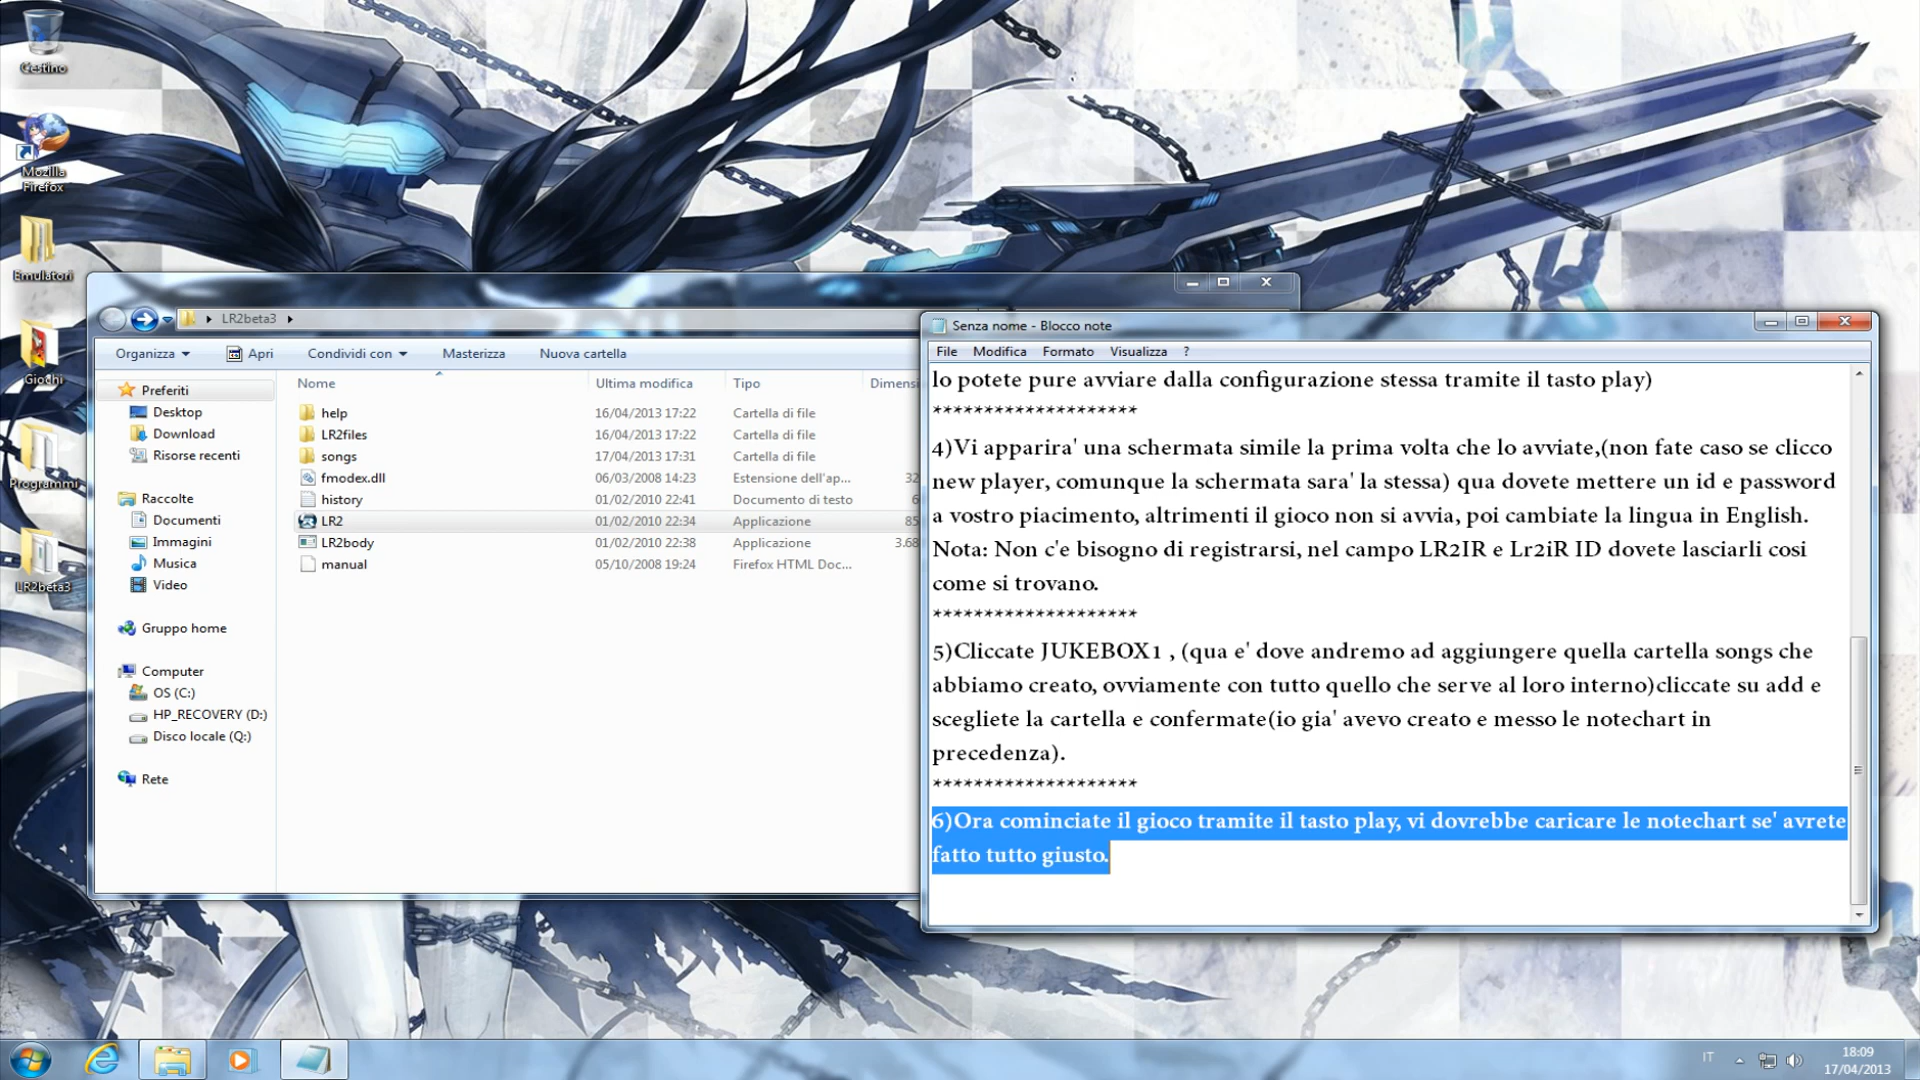 Cestino
Mozilla
Firefox
Emulatori
Giochi
Programmi
LR2beta3
LR2beta3
Organizza
Apri
Condividi con
Masterizza
Nuova cartella
Preferiti
Desktop
Download
Risorse recenti
Raccolte
Documenti
Immagini
Musica
Video
Gruppo home
Computer
OS (C:)
HP_RECOVERY (D:)
Disco locale (Q:)
Rete
Nome Ultima modifica Tipo Dimensi
help 16/04/2013 17:22 Cartella di file
LR2files 16/04/2013 17:22 Cartella di file
songs 17/04/2013 17:31 Cartella di file
fmodex.dll 06/03/2008 14:23 Estensione dell'ap... 32
history 01/02/2010 22:41 Documento di testo 6
LR2 01/02/2010 22:34 Applicazione 85
LR2body 01/02/2010 22:38 Applicazione 3.68
manual 05/10/2008 19:24 Firefox HTML Doc...
Senza nome - Blocco note
File Modifica Formato Visualizza ?
lo potete pure avviare dalla configurazione stessa tramite il tasto play)
********************
4)Vi apparira' una schermata simile la prima volta che lo avviate,(non fate caso se clicco
new player, comunque la schermata sara' la stessa) qua dovete mettere un id e password
a vostro piacimento, altrimenti il gioco non si avvia, poi cambiate la lingua in English.
Nota: Non c'e bisogno di registrarsi, nel campo LR2IR e Lr2iR ID dovete lasciarli cosi
come si trovano.
********************
5)Cliccate JUKEBOX1 , (qua e' dove andremo ad aggiungere quella cartella songs che
abbiamo creato, ovviamente con tutto quello che serve al loro interno)cliccate su add e
scegliete la cartella e confermate(io gia' avevo creato e messo le notechart in
precedenza).
********************
6)Ora cominciate il gioco tramite il tasto play, vi dovrebbe caricare le notechart se' avrete
fatto tutto giusto.
IT
18:09
17/04/2013